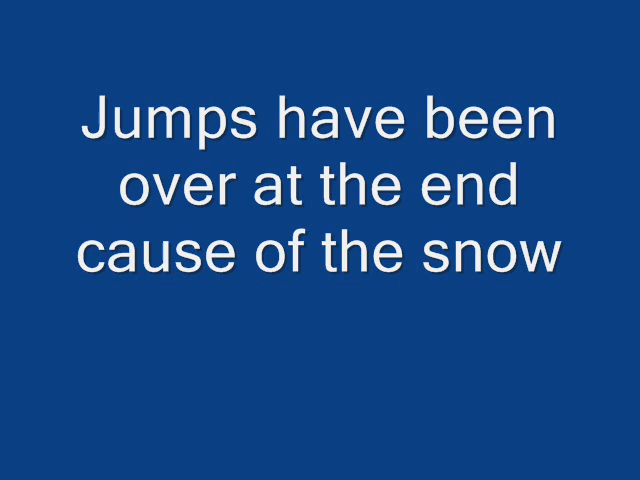 Jumps have been
over at the end
cause of the snow